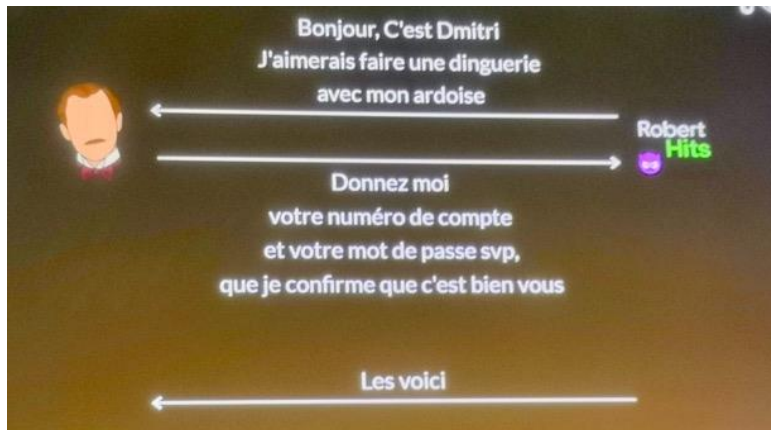 Bonjour, C'est Dmitri
J'aimerais faire une dinguerie
avec mon ardoise
Robert
Hits
Donnez moi
votre numéro de compte
et votre mot de passe svp,
que je confirme que c'est bien vous
Les voici